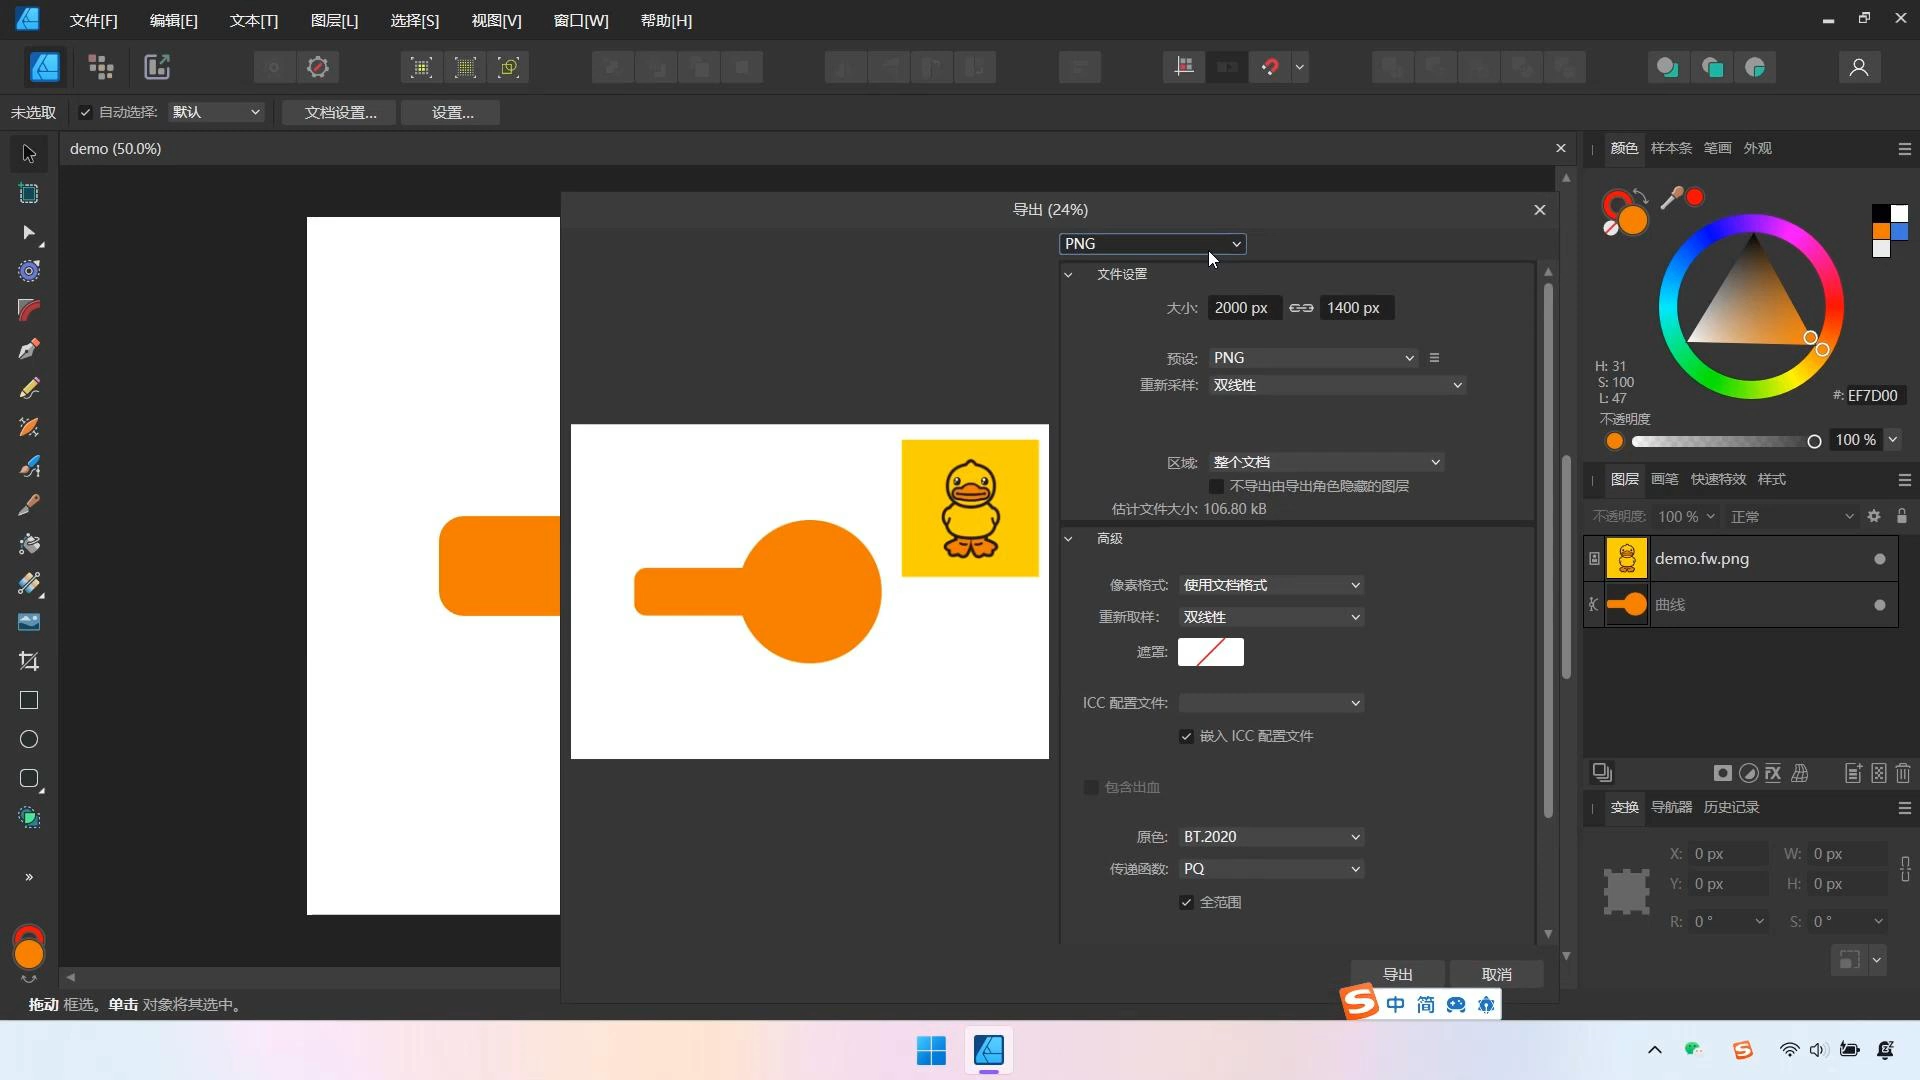 文件[F] 编辑[E] 文本[T] 图层[L] 选择[S] 视图[V] 窗口[W] 帮助[H]
未选取 自动选择: 默认 文档设置... 设置...
demo (50.0%)
导出 (24%)
PNG
文件设置
大小: 2000 px 1400 px
预设: PNG
重新采样: 双线性
区域: 整个文档
不导出由导出角色隐藏的图层
估计文件大小: 106.80 kB
高级
像素格式: 使用文档格式
重新取样: 双线性
遮罩:
ICC 配置文件:
嵌入 ICC 配置文件
包含出血
原色: BT.2020
传递函数: PQ
全范围
导出 取消
颜色 样本条 笔画 外观
H: 31
S: 100
L: 47
#: EF7D00
不透明度
100 %
图层 画笔 快速特效 样式
不透明度: 100 % 正常
demo.fw.png
曲线
变换 导航器 历史记录
X: 0 px W: 0 px
Y: 0 px H: 0 px
R: 0 ° S: 0 °
拖动 框选。单击 对象将其选中。
中 简